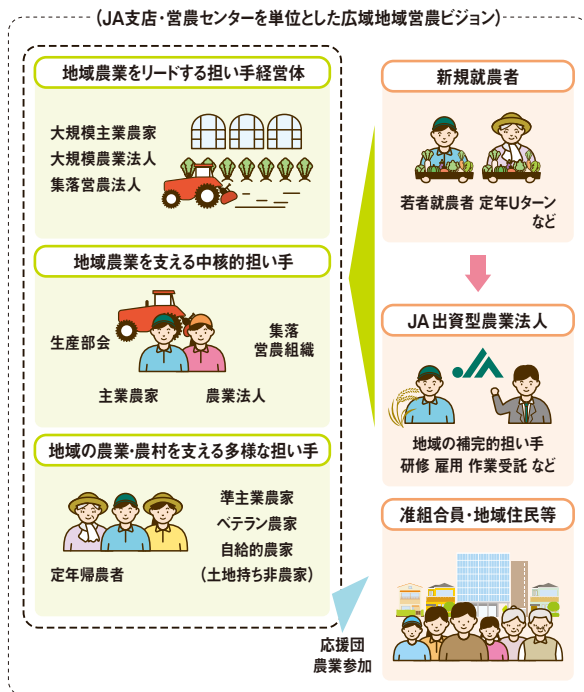 (JA支店・営農センターを単位とした広域地域営農ビジョン)
地域農業をリードする担い手経営体
大規模主業農家
大規模農業法人
集落営農法人
地域農業を支える中核的担い手
生産部会
集落
営農組織
主業農家
農業法人
地域の農業・農村を支える多様な担い手
準主業農家
ベテラン農家
自給的農家
(土地持ち非農家)
定年帰農者
新規就農者
若者就農者 定年Uターン
など
JA出資型農業法人
JA
地域の補完的担い手
研修 雇用 作業受託 など
准組合員・地域住民等
応援団
農業参加